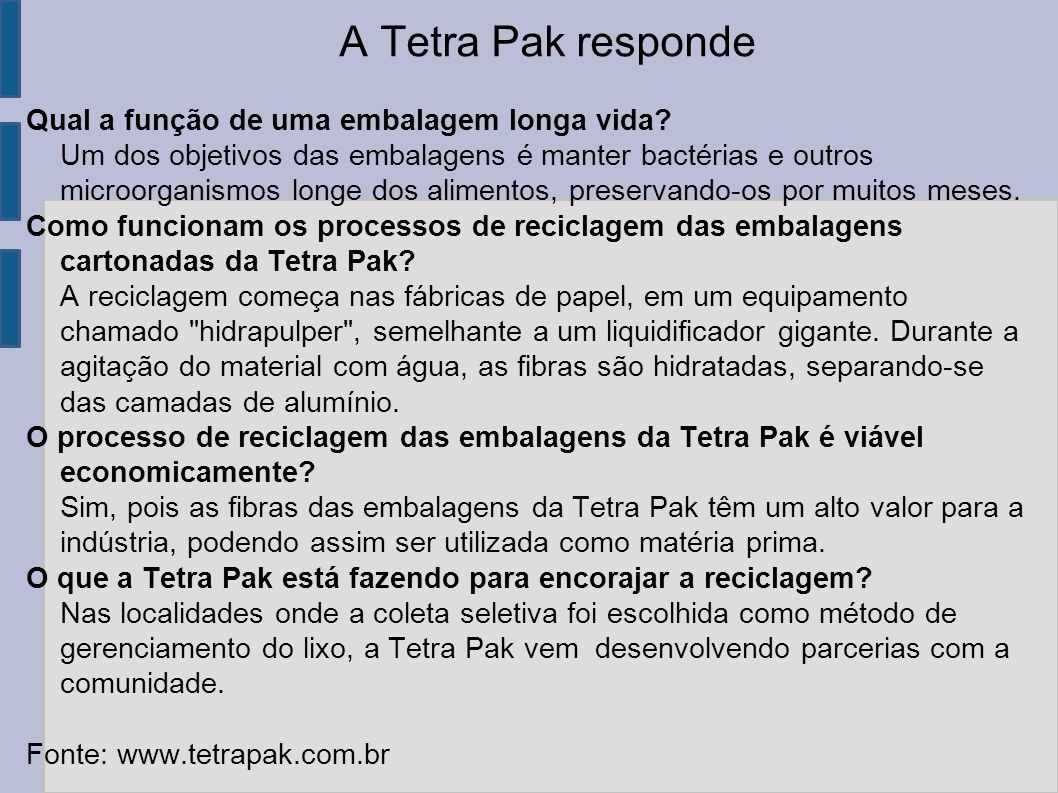 A Tetra Pak responde
Qual a função de uma embalagem longa vida?
Um dos objetivos das embalagens é manter bactérias e outros
microorganismos longe dos alimentos, preservando-os por muitos meses.
Como funcionam os processos de reciclagem das embalagens
cartonadas da Tetra Pak?
A reciclagem começa nas fábricas de papel, em um equipamento
chamado "hidrapulper", semelhante a um liquidificador gigante. Durante a
agitação do material com água, as fibras são hidratadas, separando-se
das camadas de alumínio.
O processo de reciclagem das embalagens da Tetra Pak é viável
economicamente?
Sim, pois as fibras das embalagens da Tetra Pak têm um alto valor para a
indústria, podendo assim ser utilizada como matéria prima.
O que a Tetra Pak está fazendo para encorajar a reciclagem?
Nas localidades onde a coleta seletiva foi escolhida como método de
gerenciamento do lixo, a Tetra Pak vem desenvolvendo parcerias com a
comunidade.
Fonte: www.tetrapak.com.br